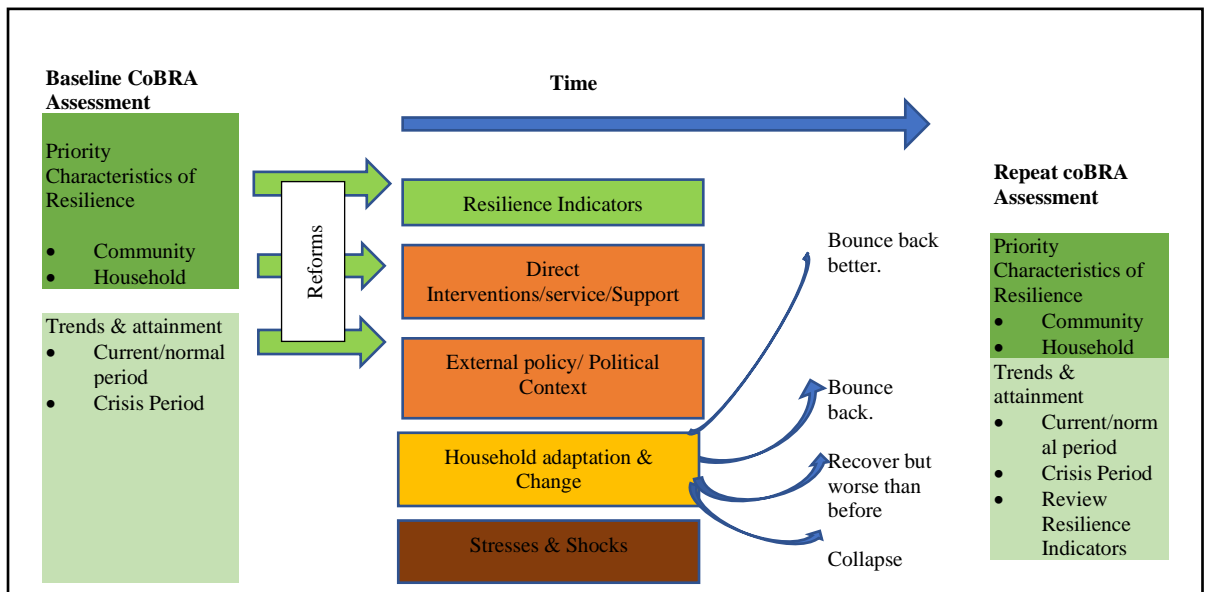 Baseline CoBRA
Assessment
Priority
Characteristics of
Resilience
• Community
• Household
Trends & attainment
• Current/normal
period
• Crisis Period
Reforms
Time
Resilience Indicators
Direct
Interventions/service/Support
External policy/ Political
Context
Household adaptation &
Change
Stresses & Shocks
Bounce back
better.
Bounce
back.
Recover but
worse than
before
Collapse
Repeat coBRA
Assessment
Priority
Characteristics of
Resilience
• Community
• Household
Trends &
attainment
• Current/norm
al period
• Crisis Period
• Review
Resilience
Indicators